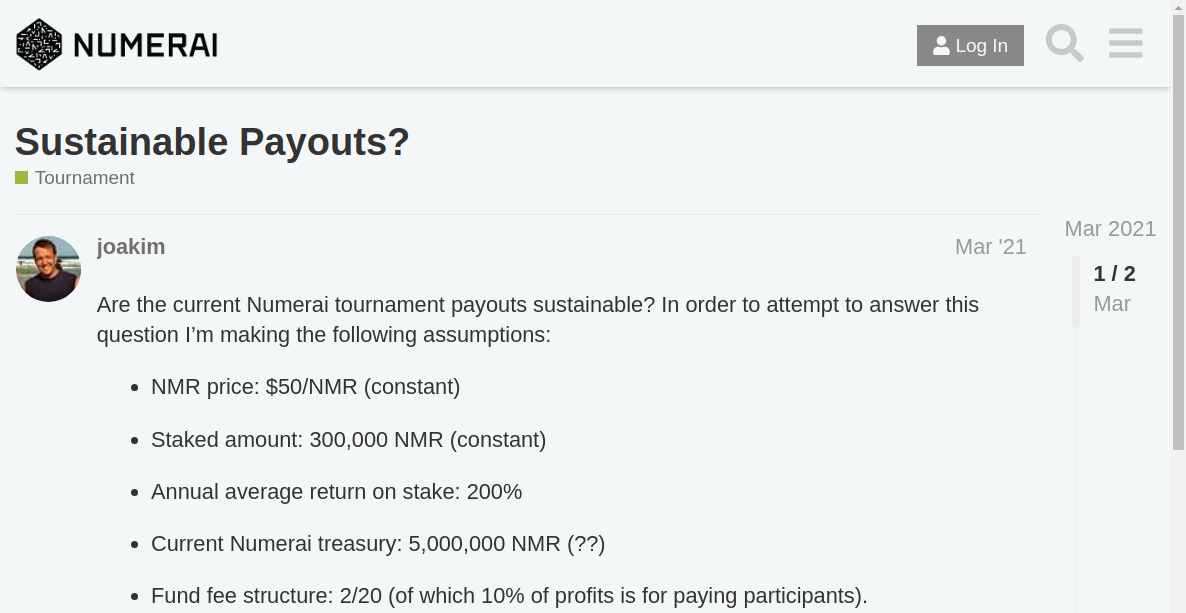 NUMERAI
Log In
Sustainable Payouts?
Tournament
joakim
Mar '21
Mar 2021
1 / 2
Mar
Are the current Numerai tournament payouts sustainable? In order to attempt to answer this
question I’m making the following assumptions:
• NMR price: $50/NMR (constant)
• Staked amount: 300,000 NMR (constant)
• Annual average return on stake: 200%
• Current Numerai treasury: 5,000,000 NMR (??)
• Fund fee structure: 2/20 (of which 10% of profits is for paying participants).